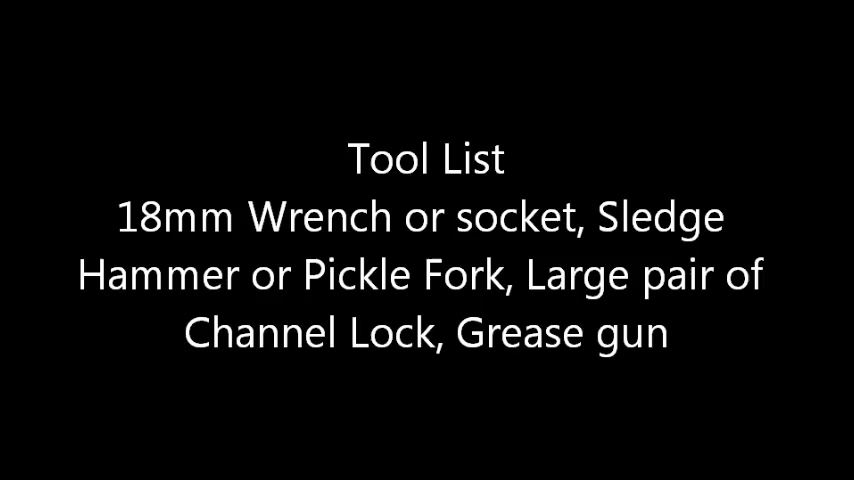 Tool List
18mm Wrench or socket, Sledge
Hammer or Pickle Fork, Large pair of
Channel Lock, Grease gun